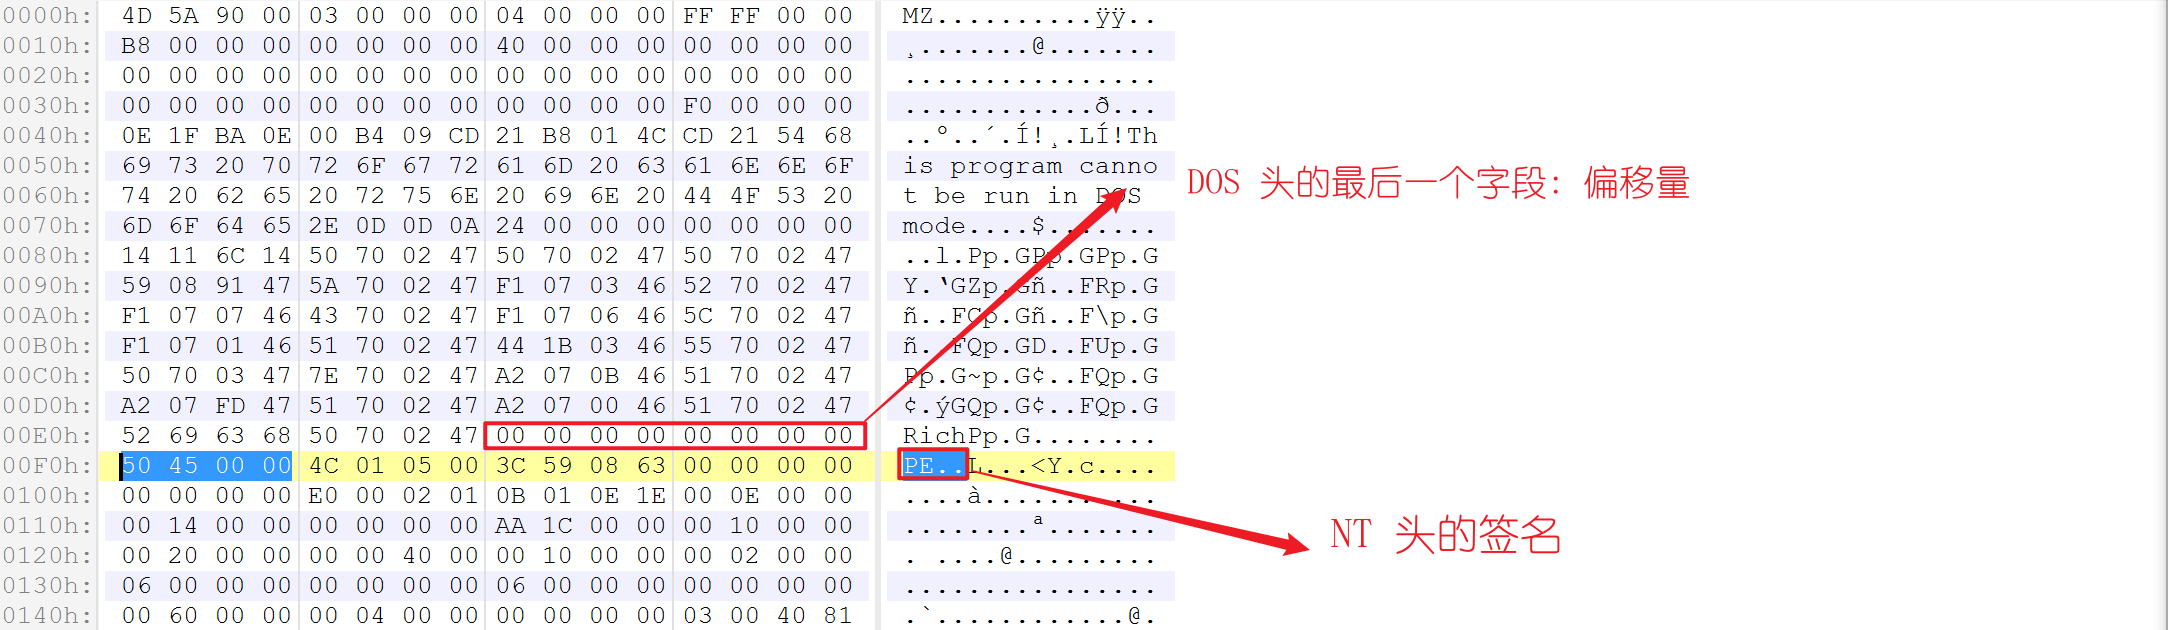 0000h: 4D 5A 90 00 03 00 00 00 04 00 00 00 FF FF 00 00 MZ..........ÿÿ..
0010h: B8 00 00 00 00 00 00 00 40 00 00 00 00 00 00 00 ¸.......@.......
0020h: 00 00 00 00 00 00 00 00 00 00 00 00 00 00 00 00 ................
0030h: 00 00 00 00 00 00 00 00 00 00 00 00 F0 00 00 00 ............ð...
0040h: 0E 1F BA 0E 00 B4 09 CD 21 B8 01 4C CD 21 54 68 ..º..´.Í!¸.LÍ!Th
0050h: 69 73 20 70 72 6F 67 72 61 6D 20 63 61 6E 6E 6F is program canno
0060h: 74 20 62 65 20 72 75 6E 20 69 6E 20 44 4F 53 20 t be run in DOS
0070h: 6D 6F 64 65 2E 0D 0D 0A 24 00 00 00 00 00 00 00 mode....$.......
0080h: 14 11 6C 14 50 70 02 47 50 70 02 47 50 70 02 47 ..l.Pp.GPp.GPp.G
0090h: 59 08 91 47 5A 70 02 47 F1 07 03 46 52 70 02 47 Y.‘GZp.Gñ..FRp.G
00A0h: F1 07 07 46 43 70 02 47 F1 07 06 46 5C 70 02 47 ñ..FCp.Gñ..F\p.G
00B0h: F1 07 01 46 51 70 02 47 44 1B 03 46 55 70 02 47 ñ..FQp.GD..FUp.G
00C0h: 50 70 03 47 7E 70 02 47 A2 07 0B 46 51 70 02 47 Pp.G~p.G¢..FQp.G
00D0h: A2 07 FD 47 51 70 02 47 A2 07 00 46 51 70 02 47 ¢.ýGQp.G¢..FQp.G
00E0h: 52 69 63 68 50 70 02 47 00 00 00 00 00 00 00 00 RichPp.G........
00F0h: 50 45 00 00 4C 01 05 00 3C 59 08 63 00 00 00 00 PE..L...<Y.c....
0100h: 00 00 00 00 E0 00 02 01 0B 01 0E 1E 00 0E 00 00 ....à...........
0110h: 00 14 00 00 00 00 00 00 AA 1C 00 00 00 10 00 00 ........ª.......
0120h: 00 20 00 00 00 00 40 00 00 10 00 00 00 02 00 00 . ....@.........
0130h: 06 00 00 00 00 00 00 00 06 00 00 00 00 00 00 00 ................
0140h: 00 60 00 00 00 04 00 00 00 00 00 00 03 00 40 81 .`............@.
DOS 头的最后一个字段: 偏移量
NT 头的签名